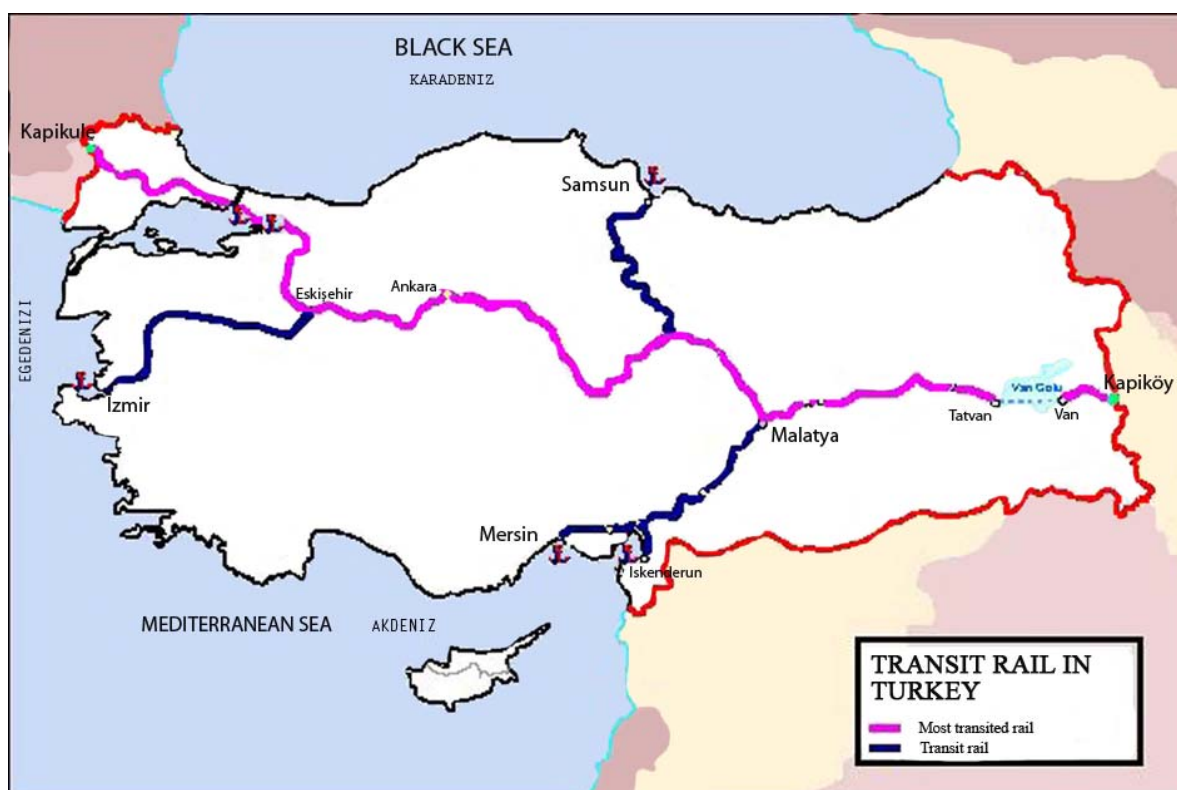 BLACK SEA
KARADENIZ
Kapikule
Samsun
Eskişehir
Ankara
EGEDENIZI
Izmir
Van Golu
Kapiköy
Tatvan
Van
Malatya
Mersin
Iskenderun
MEDITERRANEAN SEA
AKDENIZ
TRANSIT RAIL IN
TURKEY
Most transited rail
Transit rail